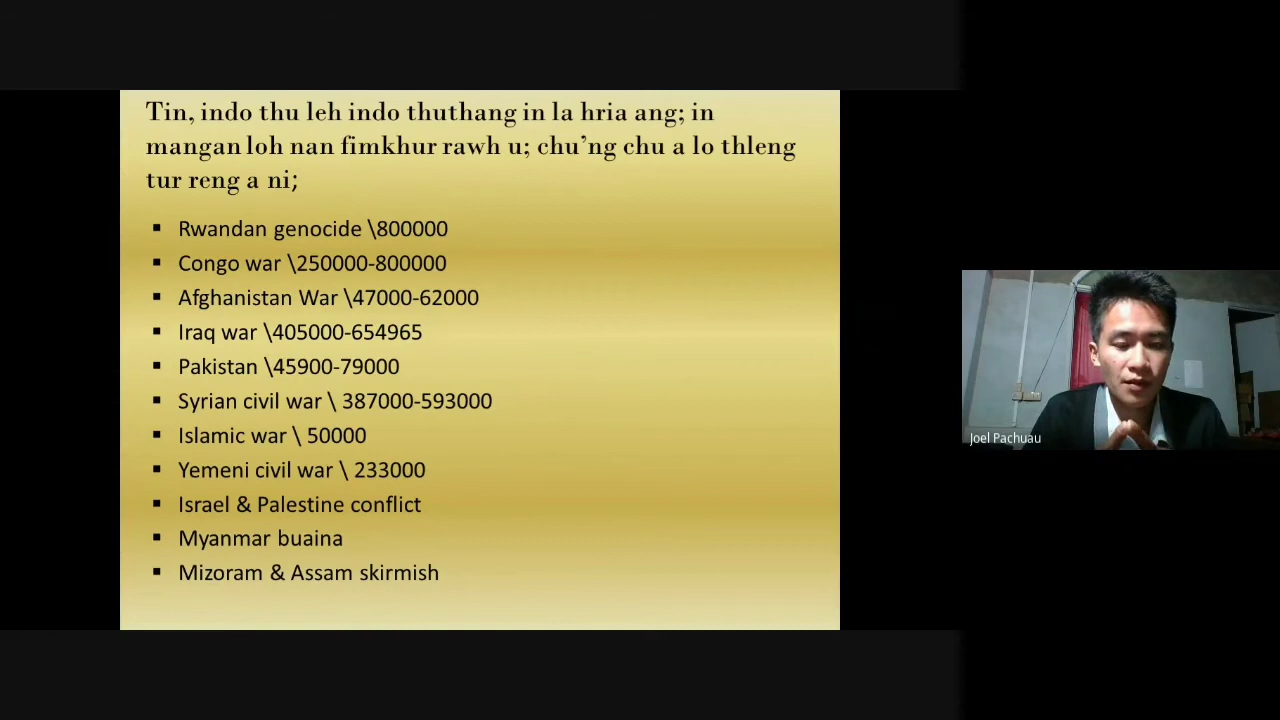 Tin, indo thu leh indo thuthang in la hria ang; in
mangan loh nan fimkhur rawh u; chu’ng chu a lo thleng
tur reng a ni;
▪ Rwandan genocide \800000
▪ Congo war \250000-800000
▪ Afghanistan War \47000-62000
▪ Iraq war \405000-654965
▪ Pakistan \45900-79000
▪ Syrian civil war \ 387000-593000
▪ Islamic war \ 50000
▪ Yemeni civil war \ 233000
▪ Israel & Palestine conflict
▪ Myanmar buaina
▪ Mizoram & Assam skirmish
Joel Pachuau